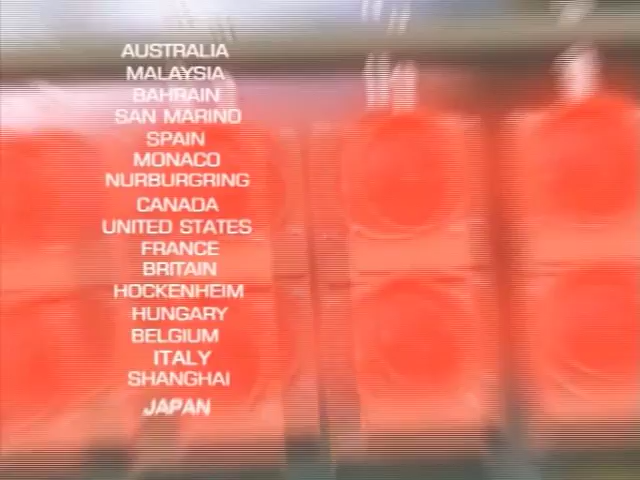 AUSTRALIA
MALAYSIA
BAHRAIN
SAN MARINO
SPAIN
MONACO
NURBURGRING
CANADA
UNITED STATES
FRANCE
BRITAIN
HOCKENHEIM
HUNGARY
BELGIUM
ITALY
SHANGHAI
JAPAN